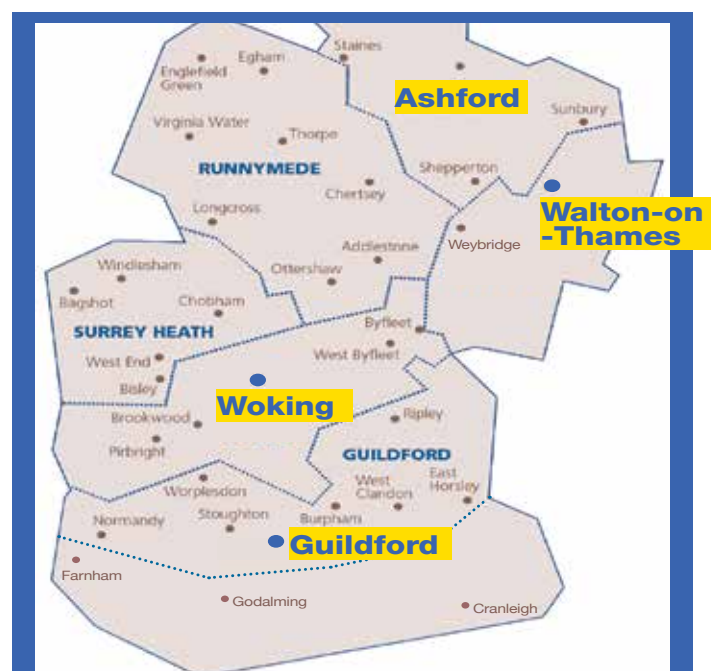 Staines
Egham
Englefield
Green
Ashford
Sunbury
Virginia Water
Thorpe
RUNNYMEDE
Shepperton
Chertsey
Longcross
Walton-on
-Thames
Weybridge
Addlestone
Windlesham
Ottershaw
Bagshot
Chobham
Byfleet
SURREY HEATH
West Byfleet
West End
Bisley
Woking
Brookwood
Ripley
Pirbright
GUILDFORD
Worplesdon
West
Clandon
East
Horsley
Normandy
Stoughton
Burpham
Guildford
Farnham
Godalming
Cranleigh